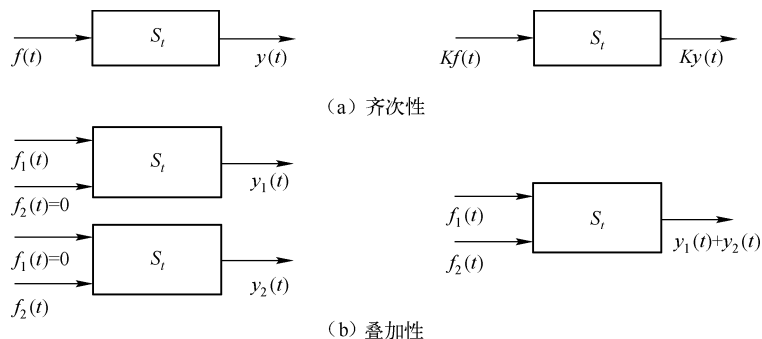 S_t
f(t)
y(t)
S_t
Kf(t)
Ky(t)
（a）齐次性
f_1(t)
f_2(t)=0
S_t
y_1(t)
f_1(t)=0
f_2(t)
S_t
y_2(t)
f_1(t)
f_2(t)
S_t
y_1(t)+y_2(t)
（b）叠加性